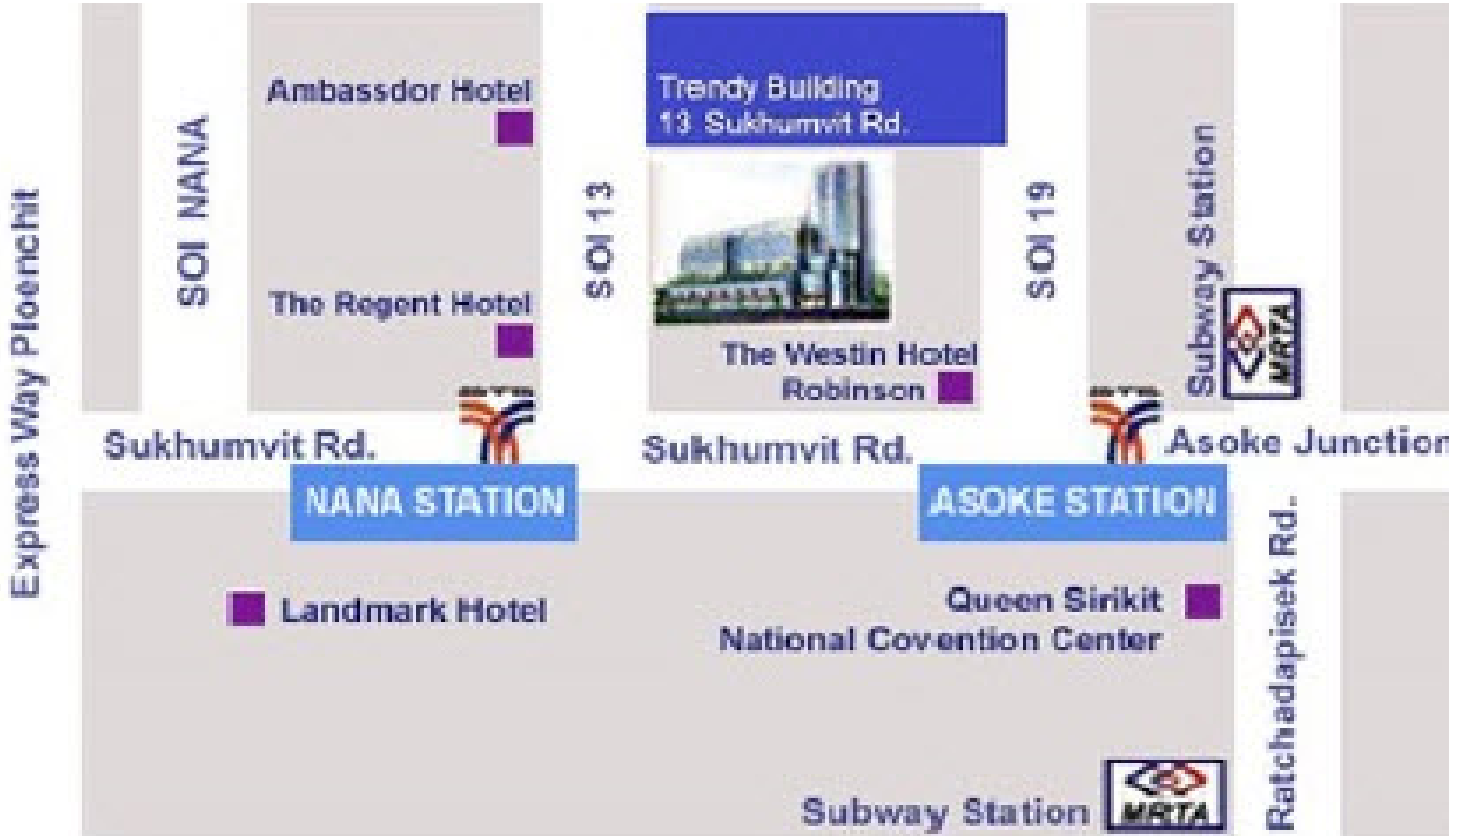 Ambassdor Hotel
Trendy Building
13 Sukhumvit Rd.
SOI NANA
SOI 13
SOI 19
Subway Station
MRTA
Express Way Ploenchit
The Regent Hotel
The Westin Hotel
Robinson
BTS
BTS
Sukhumvit Rd.
Sukhumvit Rd.
Asoke Junction
NANA STATION
ASOKE STATION
Landmark Hotel
Queen Sirikit
National Covention Center
Ratchadapisek Rd.
Subway Station
MRTA